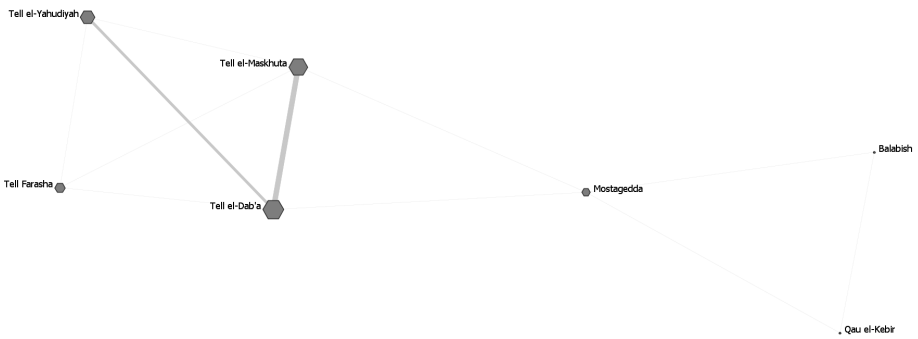 Tell el-Yahudiyah
Tell el-Maskhuta
Balabish
Tell Farasha
Mostagedda
Tell el-Dab'a
Qau el-Kebir